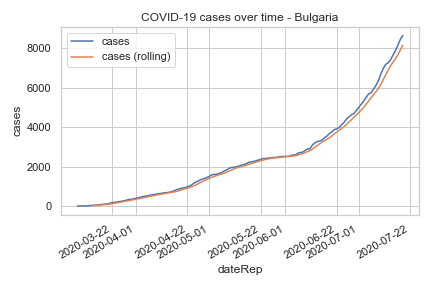 COVID-19 cases over time - Bulgaria
cases
cases (rolling)
cases
8000
6000
4000
2000
0
2020-03-22
2020-04-01
2020-04-22
2020-05-01
2020-05-22
2020-06-01
2020-06-22
2020-07-01
2020-07-22
dateRep